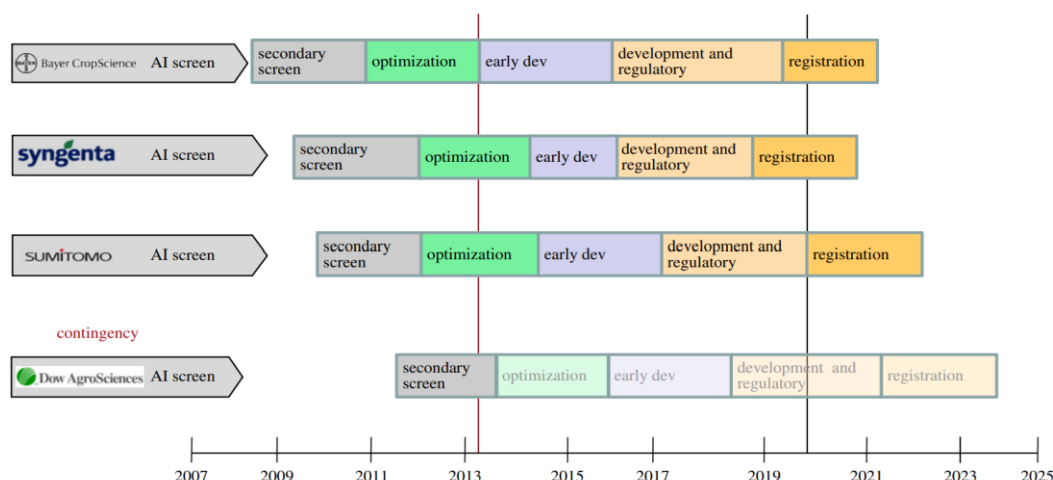 Bayer CropScience AI screen
secondary
screen
optimization
early dev
development and
regulatory
registration
syngenta AI screen
secondary
screen
optimization
early dev
development and
regulatory
registration
SUMITOMO AI screen
secondary
screen
optimization
early dev
development and
regulatory
registration
contingency
Dow AgroSciences AI screen
secondary
screen
optimization
early dev
development and
regulatory
registration
2007 2009 2011 2013 2015 2017 2019 2021 2023 2025